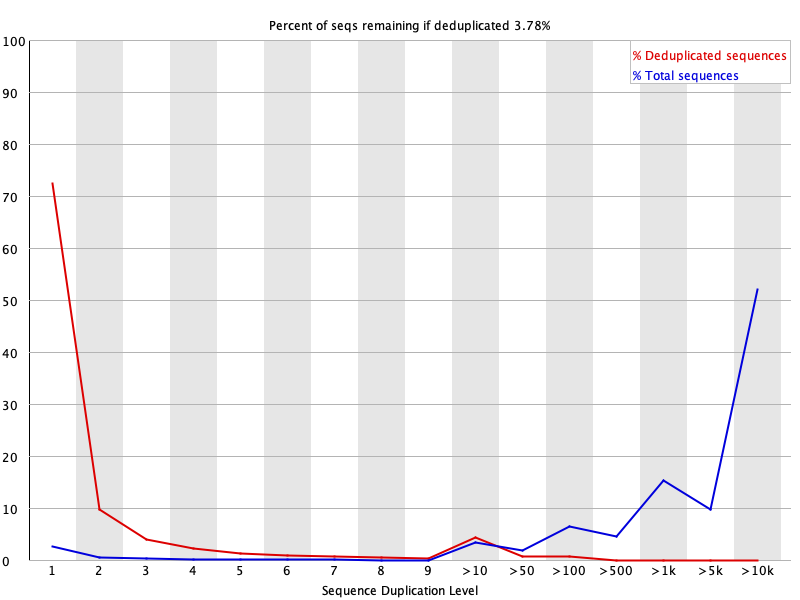 Percent of seqs remaining if deduplicated 3.78%
% Deduplicated sequences
% Total sequences
100
90
80
70
60
50
40
30
20
10
0
1 2 3 4 5 6 7 8 9 >10 >50 >100 >500 >1k >5k >10k
Sequence Duplication Level